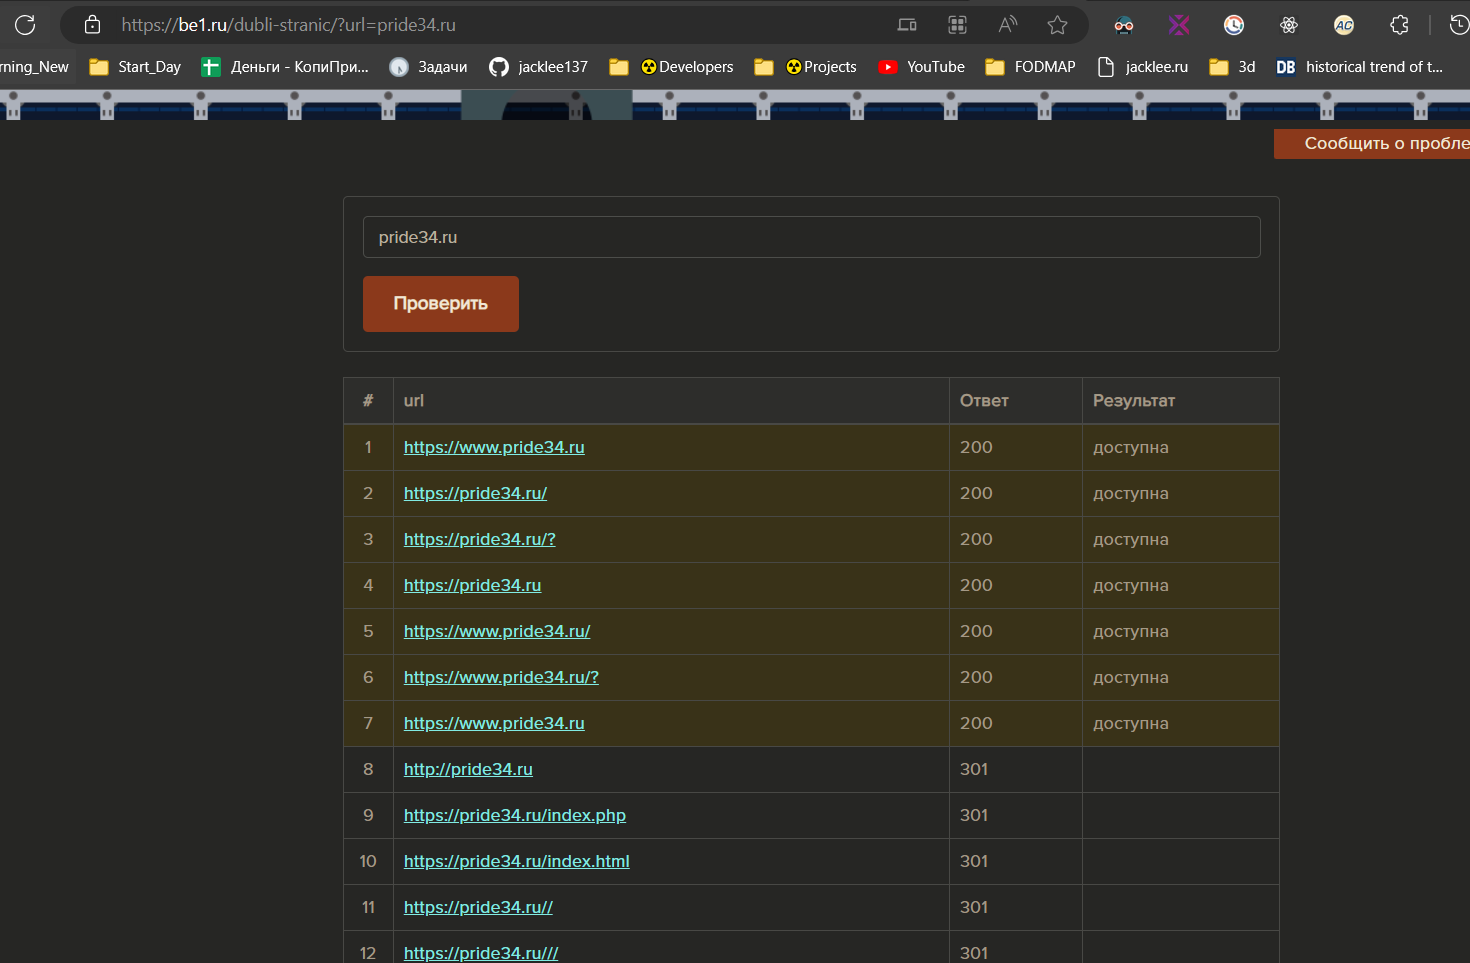 https://be1.ru/dubli-stranic/?url=pride34.ru
rning_New Start_Day Деньги - КопиПри... Задачи jacklee137 Developers Projects YouTube FODMAP jacklee.ru 3d DB historical trend of t...
Сообщить о пробле
pride34.ru
Проверить
# url Ответ Результат
1 https://www.pride34.ru 200 доступна
2 https://pride34.ru/ 200 доступна
3 https://pride34.ru/? 200 доступна
4 https://pride34.ru 200 доступна
5 https://www.pride34.ru/ 200 доступна
6 https://www.pride34.ru/? 200 доступна
7 https://www.pride34.ru 200 доступна
8 http://pride34.ru 301
9 https://pride34.ru/index.php 301
10 https://pride34.ru/index.html 301
11 https://pride34.ru// 301
12 https://pride34.ru/// 301